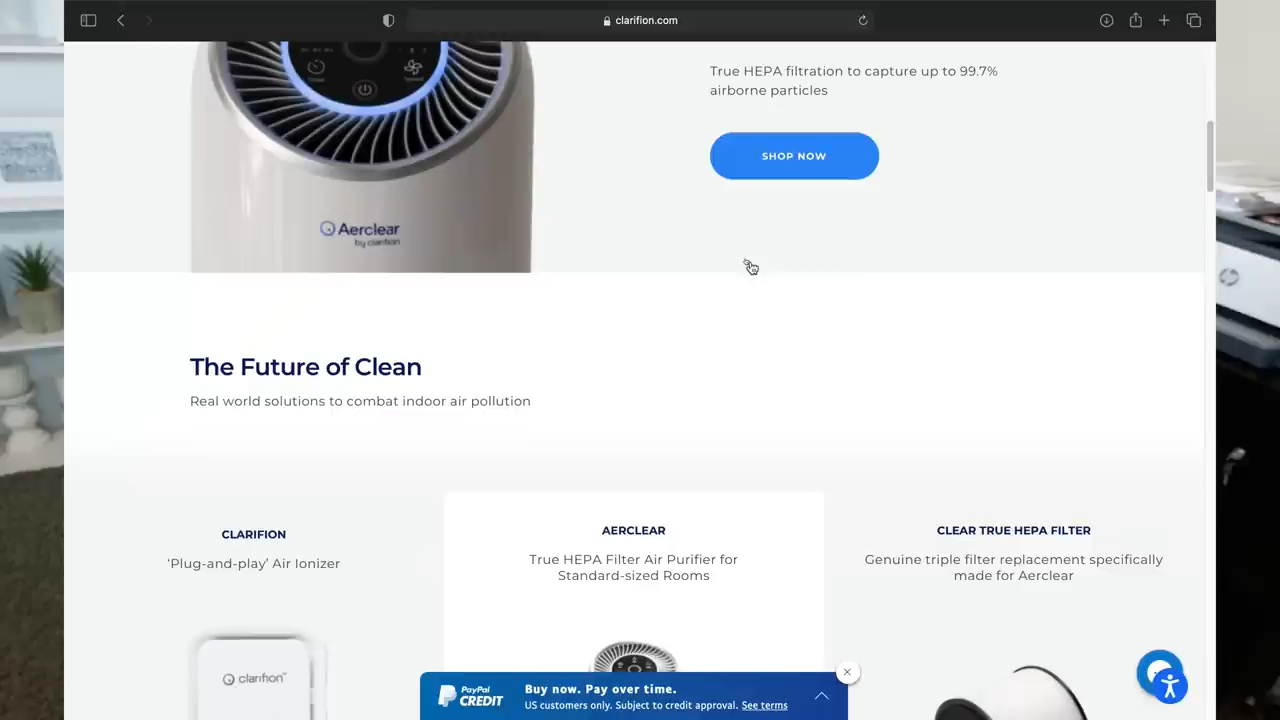 clarifion.com
True HEPA filtration to capture up to 99.7%
airborne particles
SHOP NOW
Aerclear
by clarifion
The Future of Clean
Real world solutions to combat indoor air pollution
CLARIFION
‘Plug-and-play’ Air Ionizer
AERCLEAR
True HEPA Filter Air Purifier for
Standard-sized Rooms
CLEAR TRUE HEPA FILTER
Genuine triple filter replacement specifically
made for Aerclear
clarifion™
PayPal
CREDIT
Buy now. Pay over time.
US customers only. Subject to credit approval. See terms